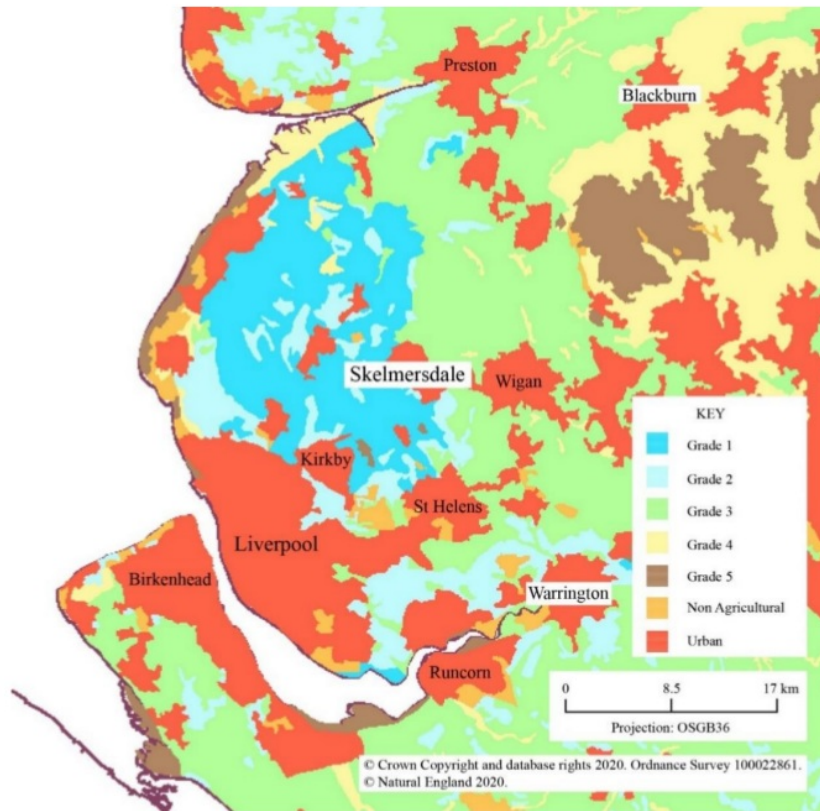 Preston
Blackburn
Skelmersdale
Wigan
Kirkby
St Helens
Liverpool
Birkenhead
Warrington
Runcorn
KEY
Grade 1
Grade 2
Grade 3
Grade 4
Grade 5
Non Agricultural
Urban
0 8.5 17 km
Projection: OSGB36
© Crown Copyright and database rights 2020. Ordnance Survey 100022861.
© Natural England 2020.